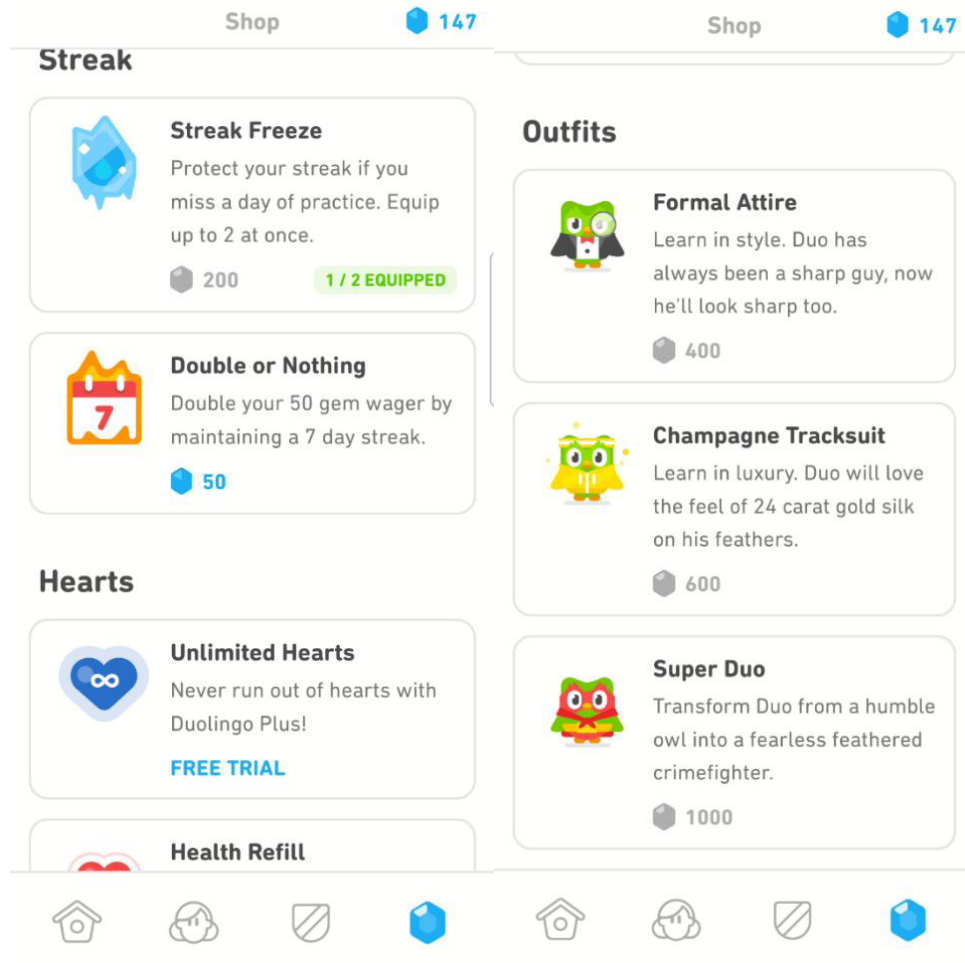 Shop
147
Streak
Streak Freeze
Protect your streak if you
miss a day of practice. Equip
up to 2 at once.
200
1 / 2 EQUIPPED
7
Double or Nothing
Double your 50 gem wager by
maintaining a 7 day streak.
50
Hearts
Unlimited Hearts
Never run out of hearts with
Duolingo Plus!
FREE TRIAL
Health Refill
Shop
147
Outfits
Formal Attire
Learn in style. Duo has
always been a sharp guy, now
he'll look sharp too.
400
Champagne Tracksuit
Learn in luxury. Duo will love
the feel of 24 carat gold silk
on his feathers.
600
Super Duo
Transform Duo from a humble
owl into a fearless feathered
crimefighter.
1000